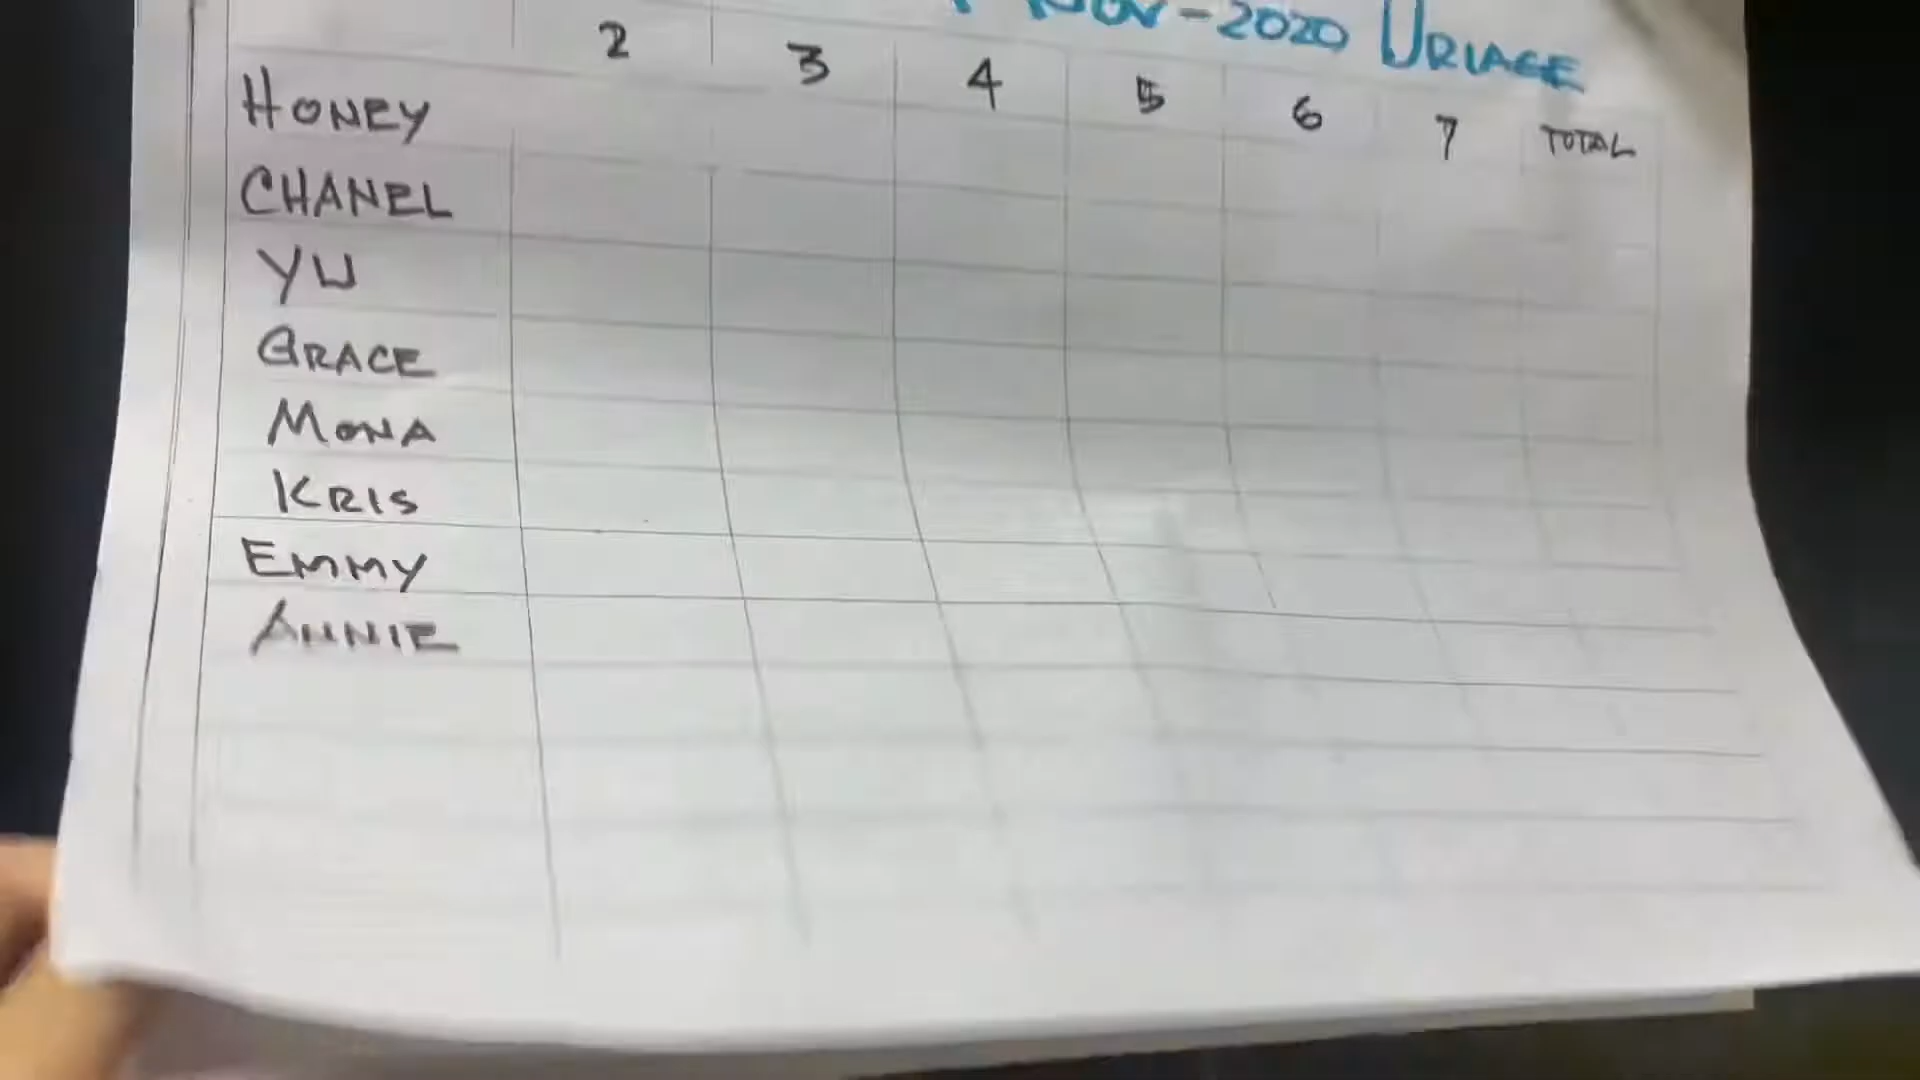 Nov-2020 URIAGE
2 3 4 5 6 7 TOTAL
HONEY
CHANEL
YU
GRACE
MONA
KRIS
EMMY
ANNIE